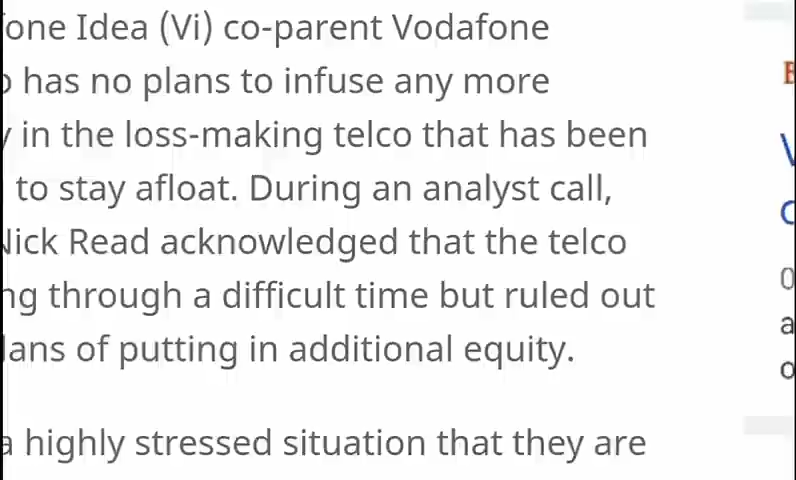 one Idea (Vi) co-parent Vodafone
has no plans to infuse any more
in the loss-making telco that has been
to stay afloat. During an analyst call,
Nick Read acknowledged that the telco
ng through a difficult time but ruled out
lans of putting in additional equity.
a highly stressed situation that they are